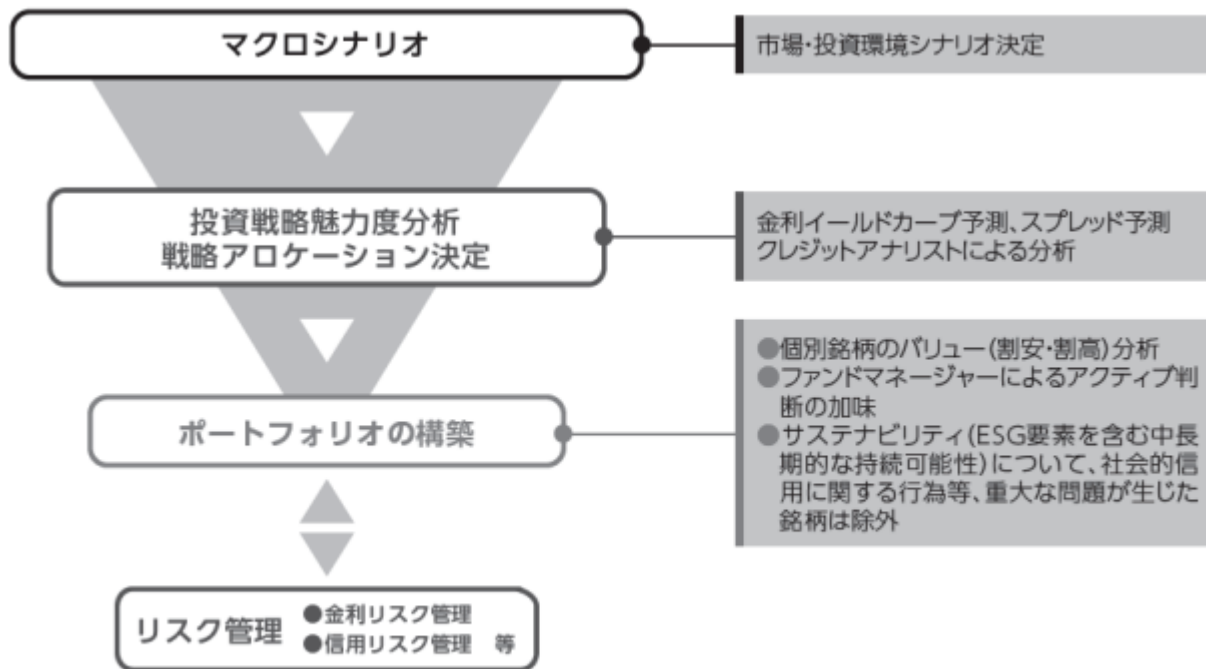 マクロシナリオ
市場・投資環境シナリオ決定
投資戦略魅力度分析
戦略アロケーション決定
金利イールドカーブ予測、スプレッド予測
クレジットアナリストによる分析
ポートフォリオの構築
●個別銘柄のバリュー(割安・割高)分析
●ファンドマネージャーによるアクティブ判
断の加味
●サステナビリティ(ESG要素を含む中長
期的な持続可能性)について、社会的信
用に関する行為等、重大な問題が生じた
銘柄は除外
リスク管理
●金利リスク管理
●信用リスク管理 等